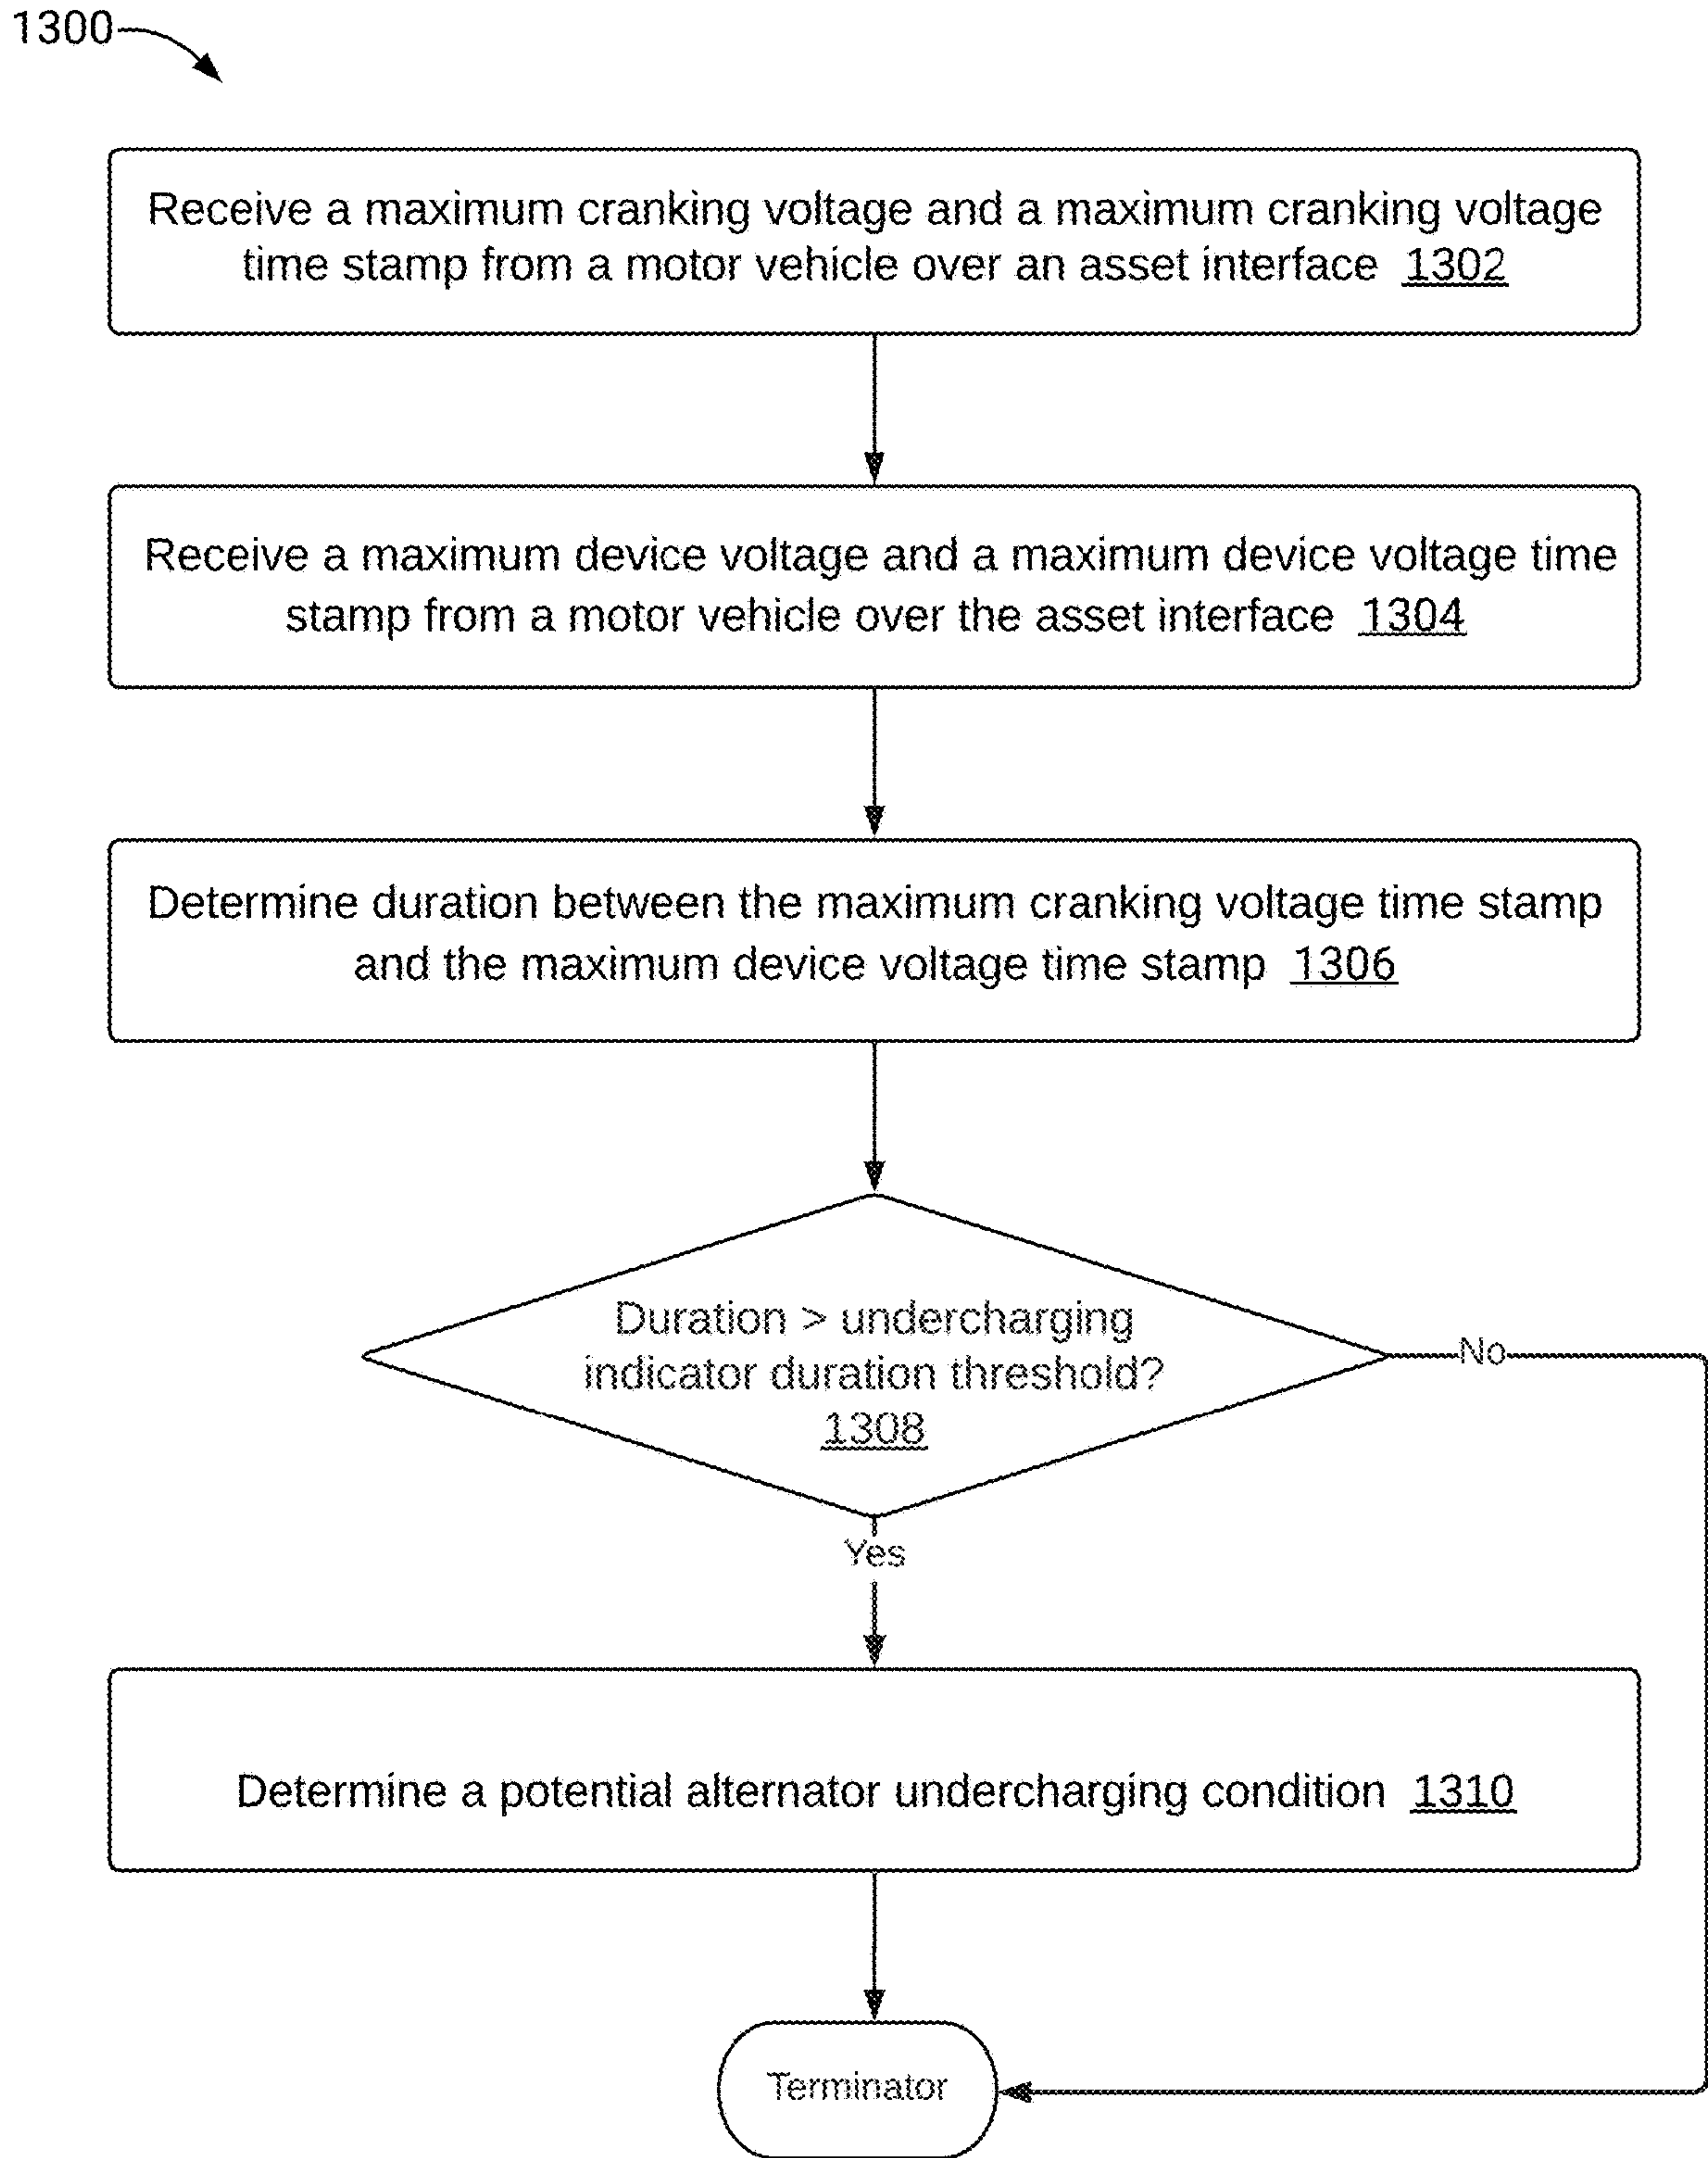 1300
Receive a maximum cranking voltage and a maximum cranking voltage
time stamp from a motor vehicle over an asset interface 1302
Receive a maximum device voltage and a maximum device voltage time
stamp from a motor vehicle over the asset interface 1304
Determine duration between the maximum cranking voltage time stamp
and the maximum device voltage time stamp 1306
Duration > undercharging
indicator duration threshold?
1308
No
Yes
Determine a potential alternator undercharging condition 1310
Terminator